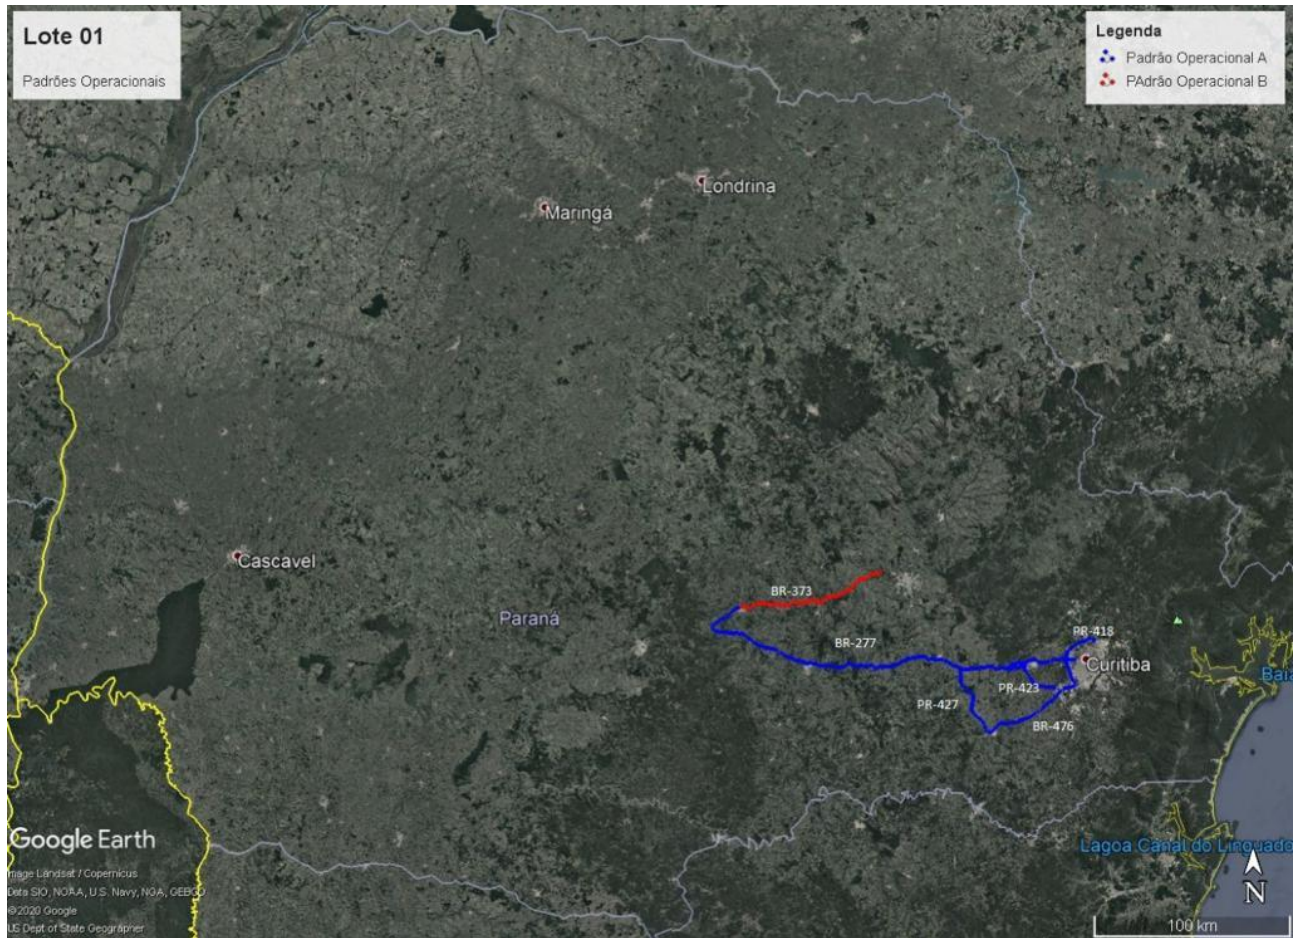 Lote 01
Padrões Operacionais
Legenda
Padrão Operacional A
PAdrão Operacional B
Londrina
Maringá
Cascavel
BR-373
Paraná
BR-277
PR-418
Curitiba
PR-423
PR-427
BR-476
Baía
Google Earth
Lagoa Canal do Linguado
Image Landsat / Copernicus
Data SIO, NOAA, U.S. Navy, NGA, GEBCO
©2020 Google
US Dept of State Geographer
N
100 km